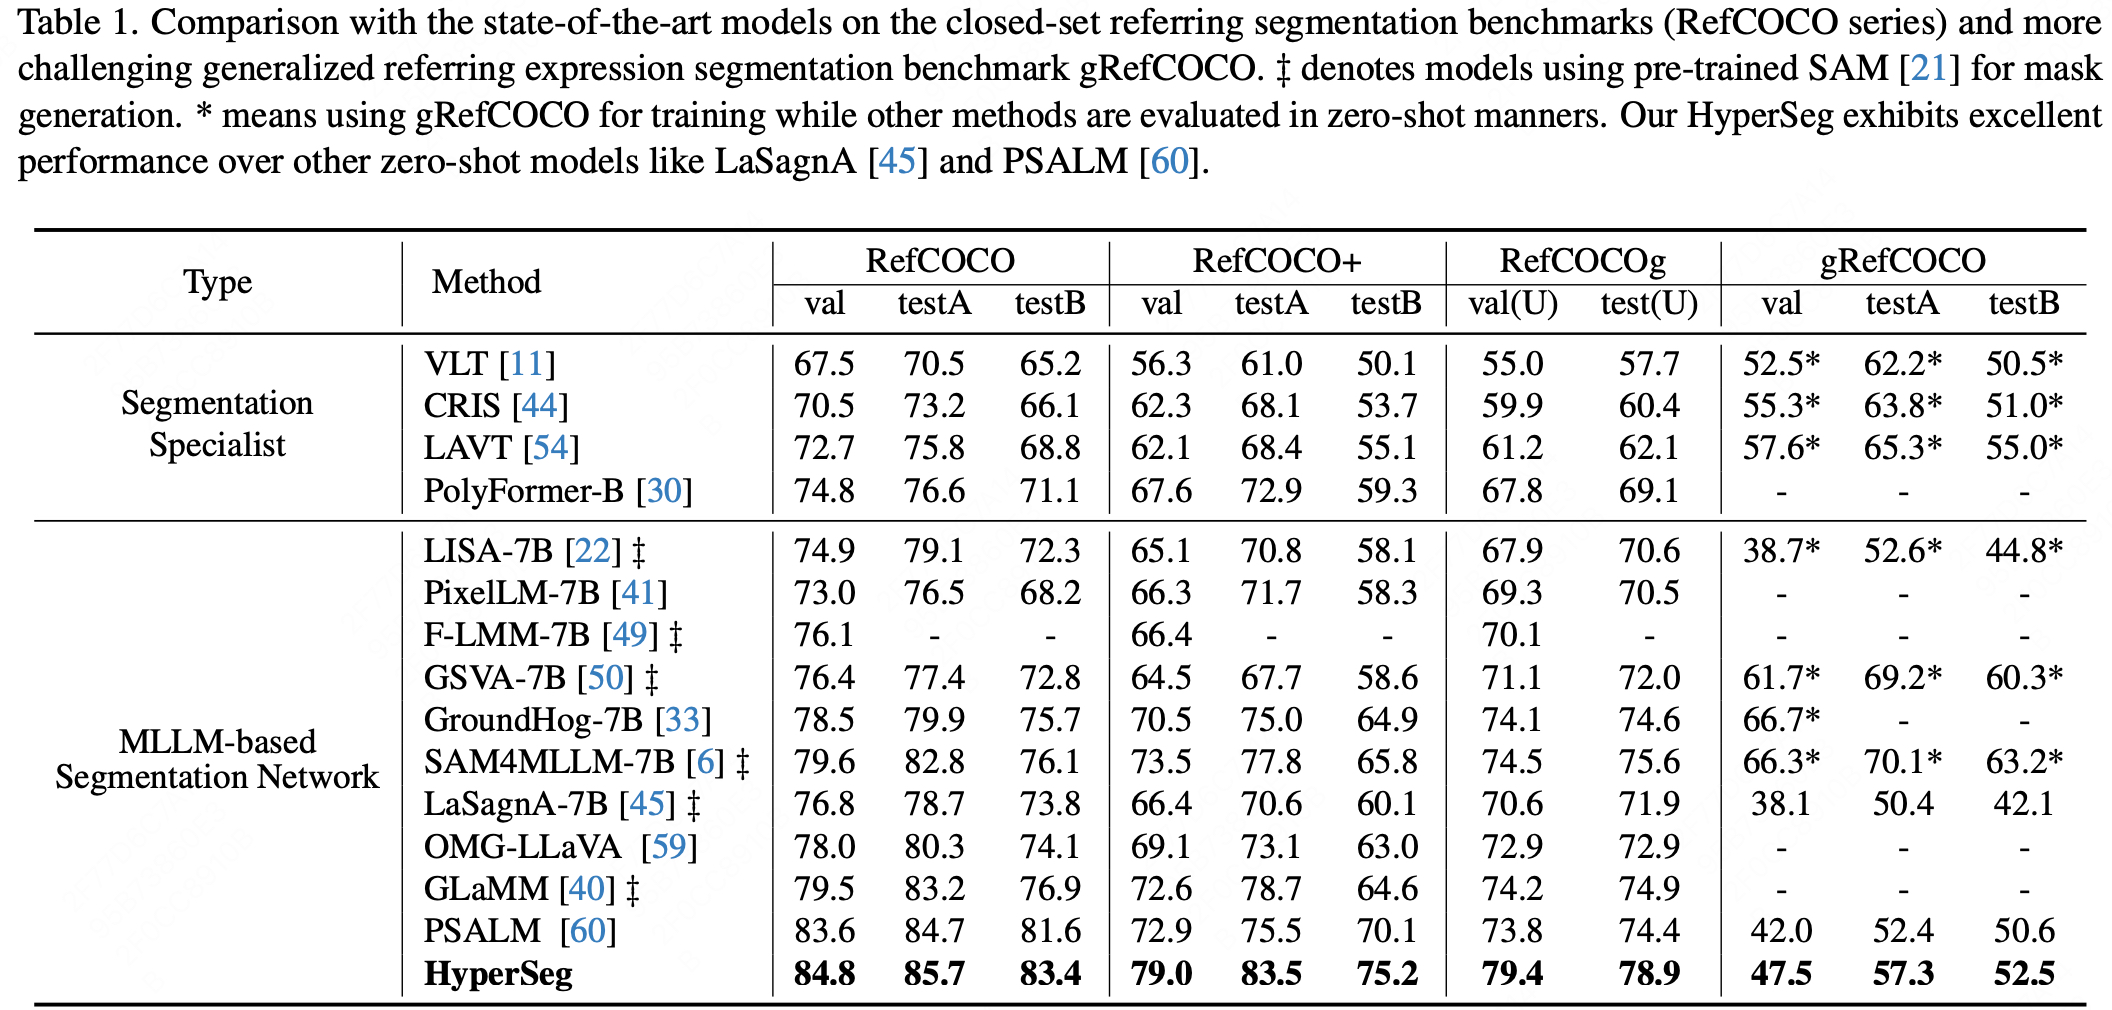 Table 1. Comparison with the state-of-the-art models on the closed-set referring segmentation benchmarks (RefCOCO series) and more
challenging generalized referring expression segmentation benchmark gRefCOCO. ‡ denotes models using pre-trained SAM [21] for mask
generation. * means using gRefCOCO for training while other methods are evaluated in zero-shot manners. Our HyperSeg exhibits excellent
performance over other zero-shot models like LaSagnA [45] and PSALM [60].
Type Method RefCOCO RefCOCO+ RefCOCOg gRefCOCO
val testA testB val testA testB val(U) test(U) val testA testB
Segmentation Specialist
VLT [11] 67.5 70.5 65.2 56.3 61.0 50.1 55.0 57.7 52.5* 62.2* 50.5*
CRIS [44] 70.5 73.2 66.1 62.3 68.1 53.7 59.9 60.4 55.3* 63.8* 51.0*
LAVT [54] 72.7 75.8 68.8 62.1 68.4 55.1 61.2 62.1 57.6* 65.3* 55.0*
PolyFormer-B [30] 74.8 76.6 71.1 67.6 72.9 59.3 67.8 69.1 - - -
MLLM-based
Segmentation Network
LISA-7B [22] ‡ 74.9 79.1 72.3 65.1 70.8 58.1 67.9 70.6 38.7* 52.6* 44.8*
PixelLM-7B [41] 73.0 76.5 68.2 66.3 71.7 58.3 69.3 70.5 - - -
F-LMM-7B [49] ‡ 76.1 - - 66.4 - - 70.1 - - - -
GSVA-7B [50] ‡ 76.4 77.4 72.8 64.5 67.7 58.6 71.1 72.0 61.7* 69.2* 60.3*
GroundHog-7B [33] 78.5 79.9 75.7 70.5 75.0 64.9 74.1 74.6 66.7* - -
SAM4MLLM-7B [6] ‡ 79.6 82.8 76.1 73.5 77.8 65.8 74.5 75.6 66.3* 70.1* 63.2*
LaSagnA-7B [45] ‡ 76.8 78.7 73.8 66.4 70.6 60.1 70.6 71.9 38.1 50.4 42.1
OMG-LLaVA [59] 78.0 80.3 74.1 69.1 73.1 63.0 72.9 72.9 - - -
GLaMM [40] ‡ 79.5 83.2 76.9 72.6 78.7 64.6 74.2 74.9 - - -
PSALM [60] 83.6 84.7 81.6 72.9 75.5 70.1 73.8 74.4 42.0 52.4 50.6
HyperSeg 84.8 85.7 83.4 79.0 83.5 75.2 79.4 78.9 47.5 57.3 52.5